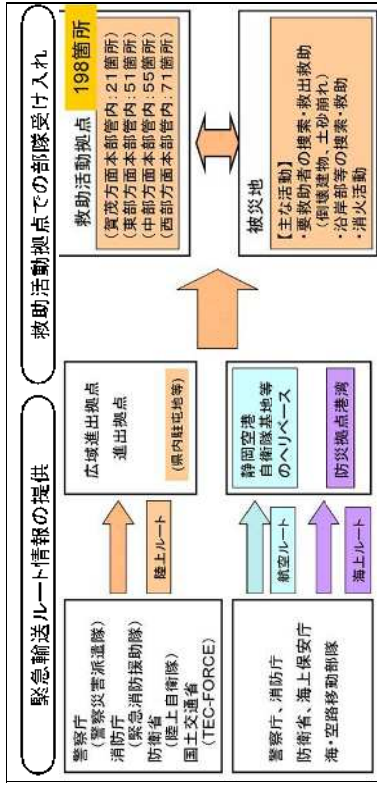 緊急輸送ルート情報の提供
救助活動拠点での部隊受け入れ
警察庁
(警察災害派遣隊)
消防庁
(緊急消防援助隊)
防衛省
(陸上自衛隊)
国土交通省
(TEC-FORCE)
陸上ルート
広域進出拠点
進出拠点
(県内駐屯地等)
救助活動拠点
198箇所
(賀茂方面本部管内:21箇所)
(東部方面本部管内:51箇所)
(中部方面本部管内:55箇所)
(西部方面本部管内:71箇所)
警察庁、消防庁
防衛省、海上保安庁
海・空路移動部隊
航空ルート
海上ルート
静岡空港
自衛隊基地等
のヘリベース
防災拠点港湾
被災地
【主な活動】
・要救助者の捜索・救出救助
(倒壊建物、土砂崩れ)
・沿岸部等の捜索・救助
・消火活動